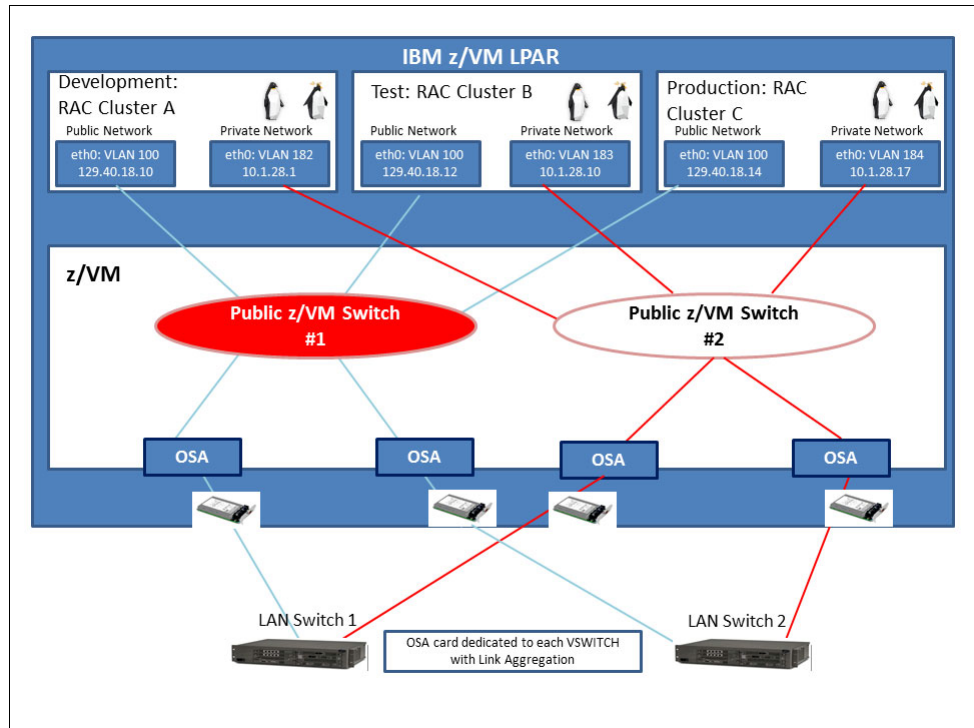 IBM z/VM LPAR
Development:
RAC Cluster A
Public Network
Private Network
eth0: VLAN 100
129.40.18.10
eth0: VLAN 182
10.1.28.1
Test: RAC Cluster B
Public Network
Private Network
eth0: VLAN 100
129.40.18.12
eth0: VLAN 183
10.1.28.10
Production: RAC
Cluster C
Public Network
Private Network
eth0: VLAN 100
129.40.18.14
eth0: VLAN 184
10.1.28.17
z/VM
Public z/VM Switch
#1
Public z/VM Switch
#2
OSA
OSA
OSA
OSA
LAN Switch 1
LAN Switch 2
OSA card dedicated to each VSWITCH
with Link Aggregation